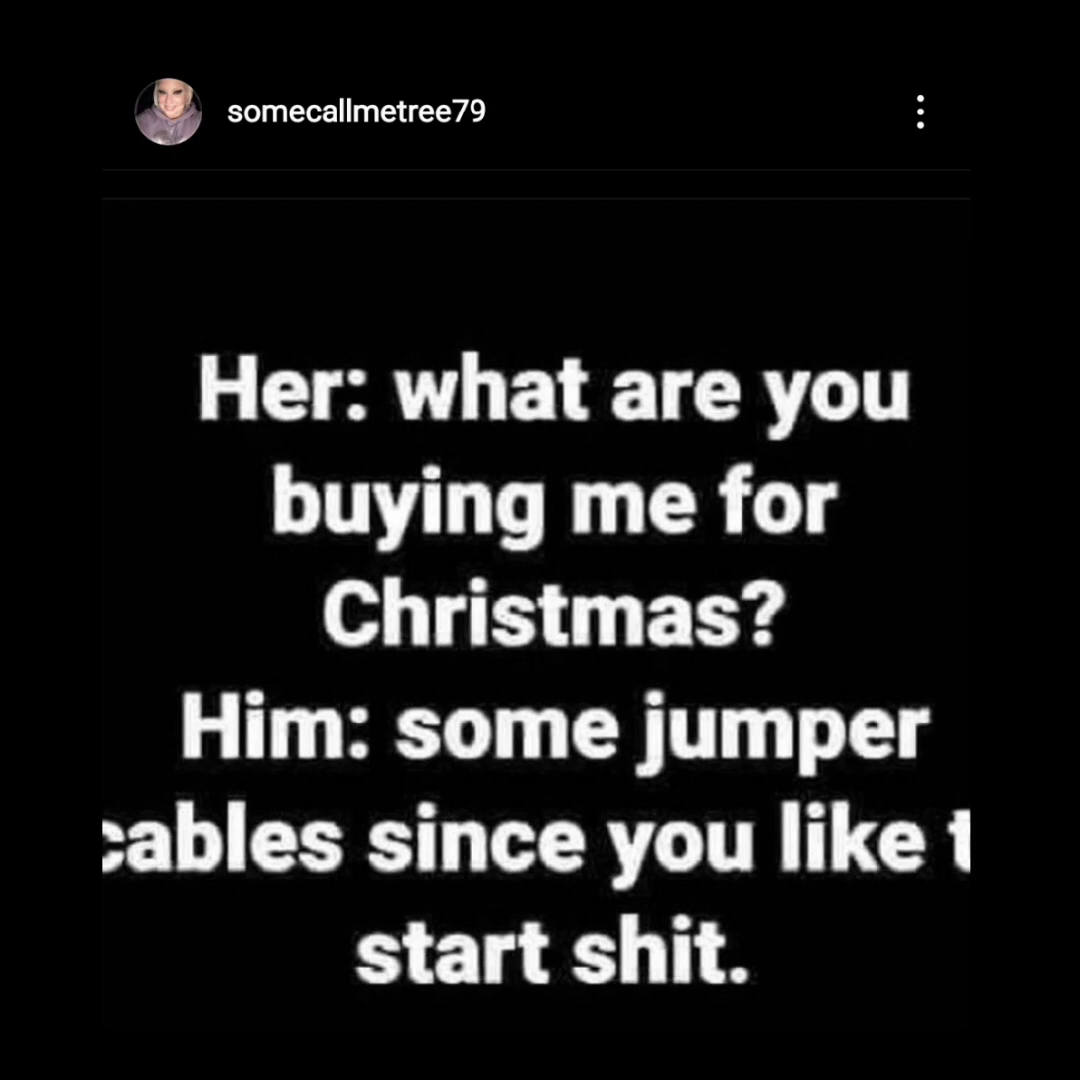 somecallmetree79
Her: what are you
buying me for
Christmas?
Him: some jumper
cables since you like t
start shit.